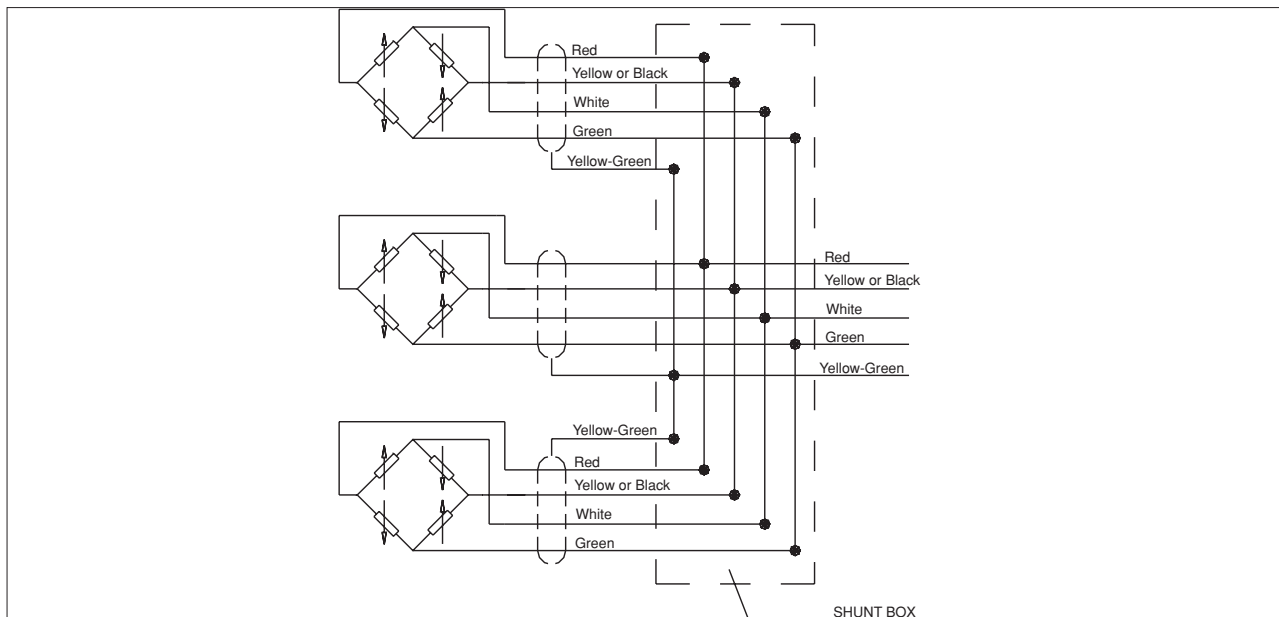 Red
Yellow or Black
White
Green
Yellow-Green
Red
Yellow or Black
White
Green
Yellow-Green
Yellow-Green
Red
Yellow or Black
White
Green
SHUNT BOX